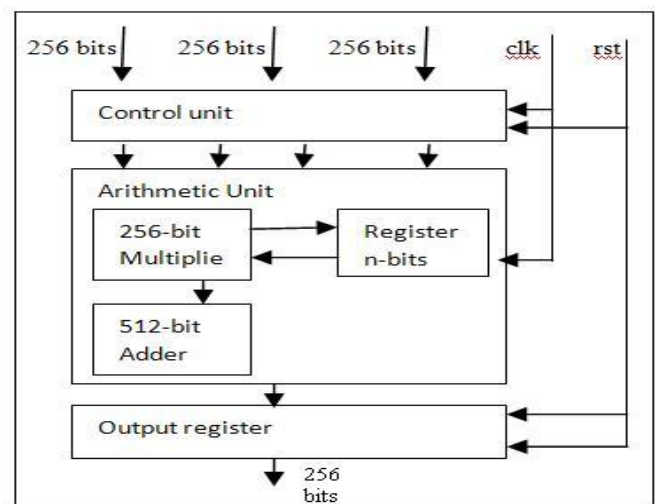 256 bits 256 bits 256 bits clk rst
Control unit
Arithmetic Unit
256-bit
Multiplie
Register
n-bits
512-bit
Adder
Output register
256
bits